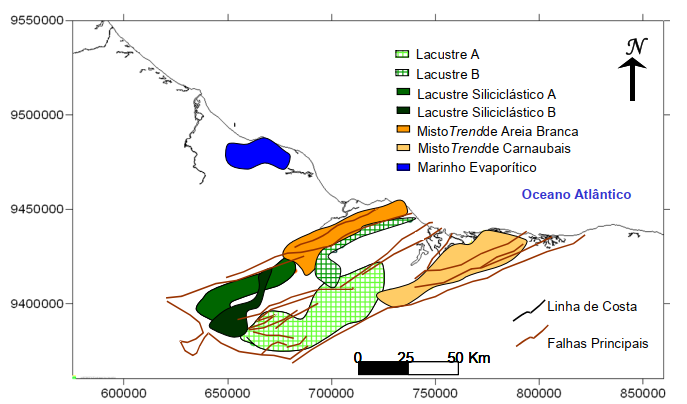 9550000
N
Lacustre A
Lacustre B
9500000
Lacustre Siliciclástico A
Lacustre Siliciclástico B
Misto Trend de Areia Branca
Misto Trend de Carnaubais
Marinho Evaporítico
Oceano Atlântico
9450000
9400000
Linha de Costa
Falhas Principais
0 25 50 Km
600000 650000 700000 750000 800000 850000